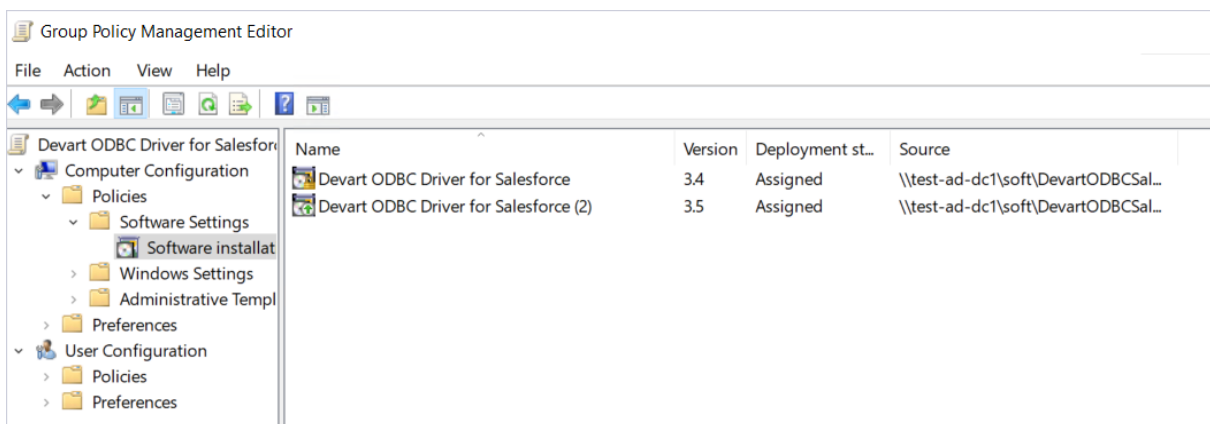 Group Policy Management Editor
File Action View Help
Devart ODBC Driver for Salesforc
Computer Configuration
Policies
Software Settings
Software installat
Windows Settings
Administrative Templ
Preferences
User Configuration
Policies
Preferences
Name Version Deployment st... Source
Devart ODBC Driver for Salesforce 3.4 Assigned \\test-ad-dc1\soft\DevartODBCSal...
Devart ODBC Driver for Salesforce (2) 3.5 Assigned \\test-ad-dc1\soft\DevartODBCSal...